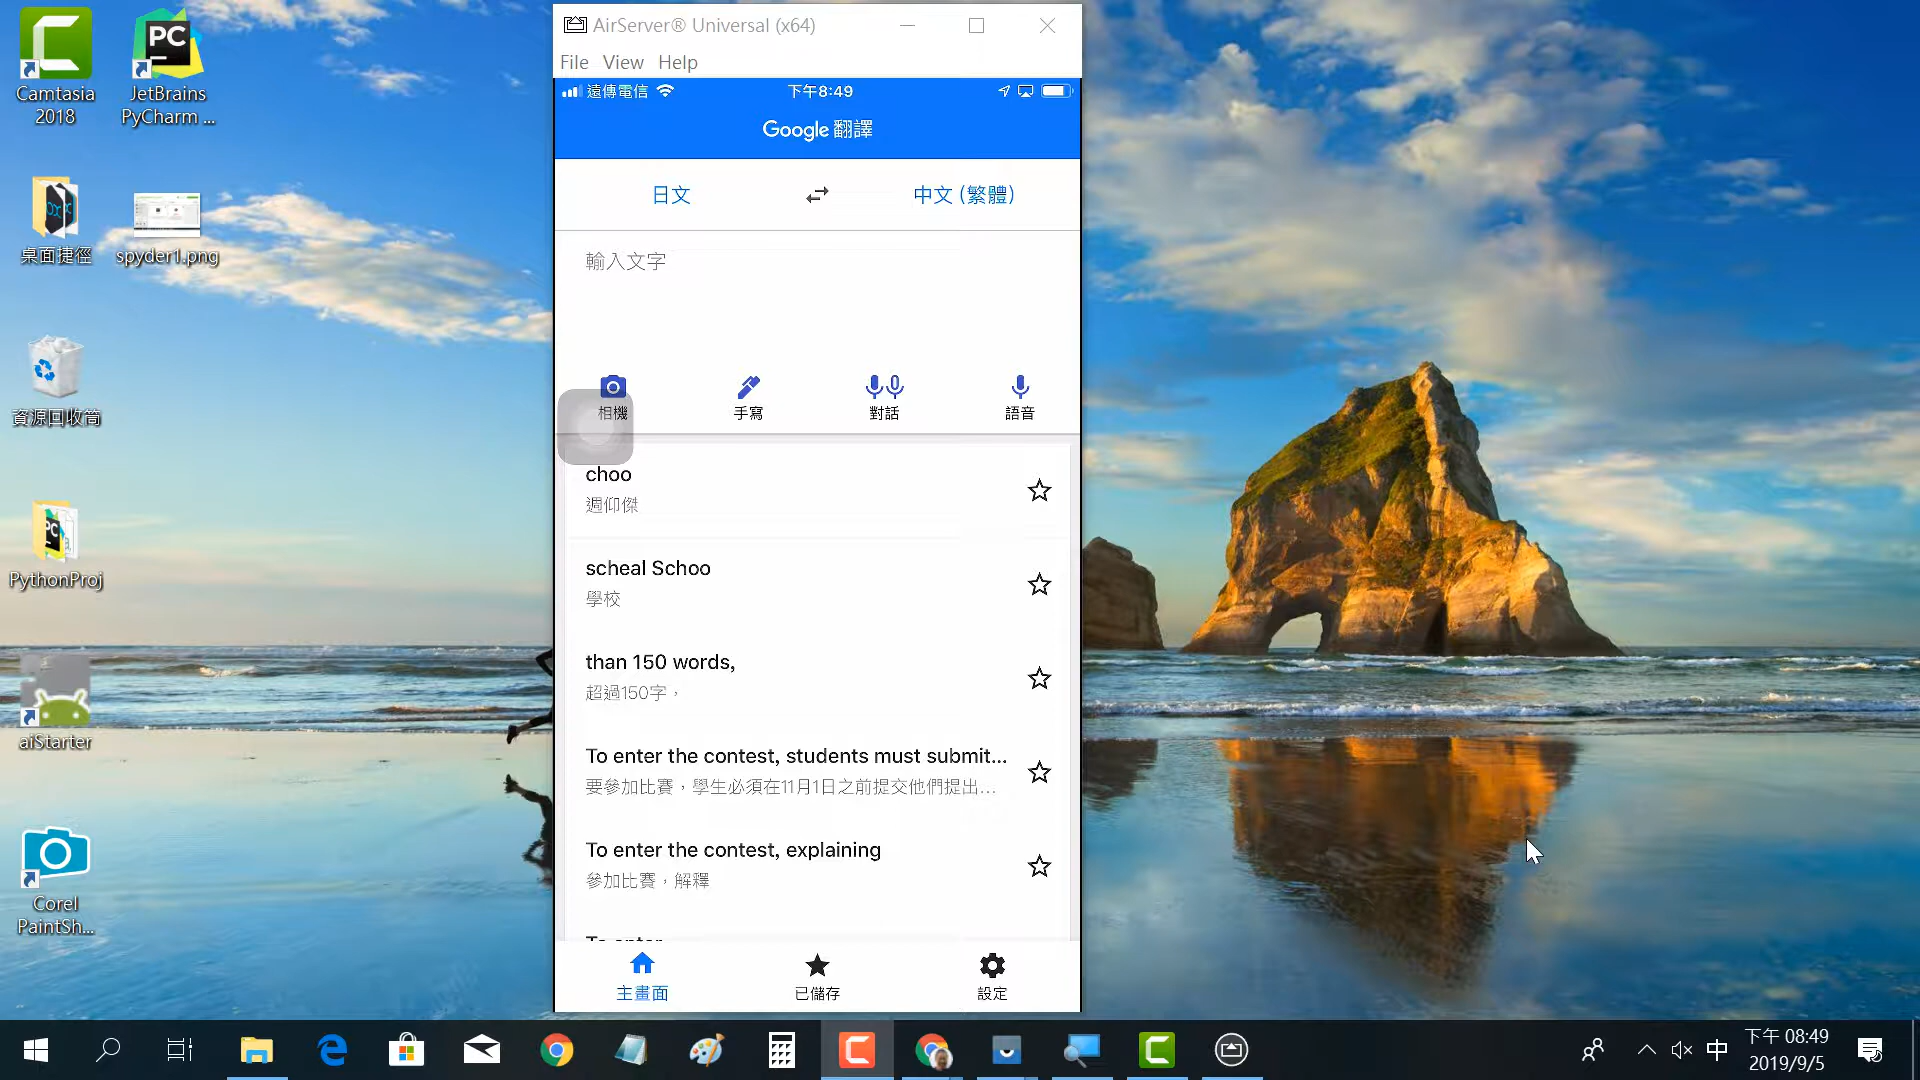 Camtasia
2018
JetBrains
PyCharm ...
桌面捷徑
spyder1.png
資源回收筒
PythonProj
aiStarter
Corel
PaintSh...
AirServer® Universal (x64)
File View Help
遠傳電信 下午8:49
Google 翻譯
日文 中文 (繁體)
輸入文字
相機 手寫 對話 語音
choo
週仰傑
scheal Schoo
學校
than 150 words,
超過150字，
To enter the contest, students must submit...
要參加比賽，學生必須在11月1日之前提交他們提出...
To enter the contest, explaining
參加比賽，解釋
To enter
主畫面 已儲存 設定
中 下午 08:49
2019/9/5